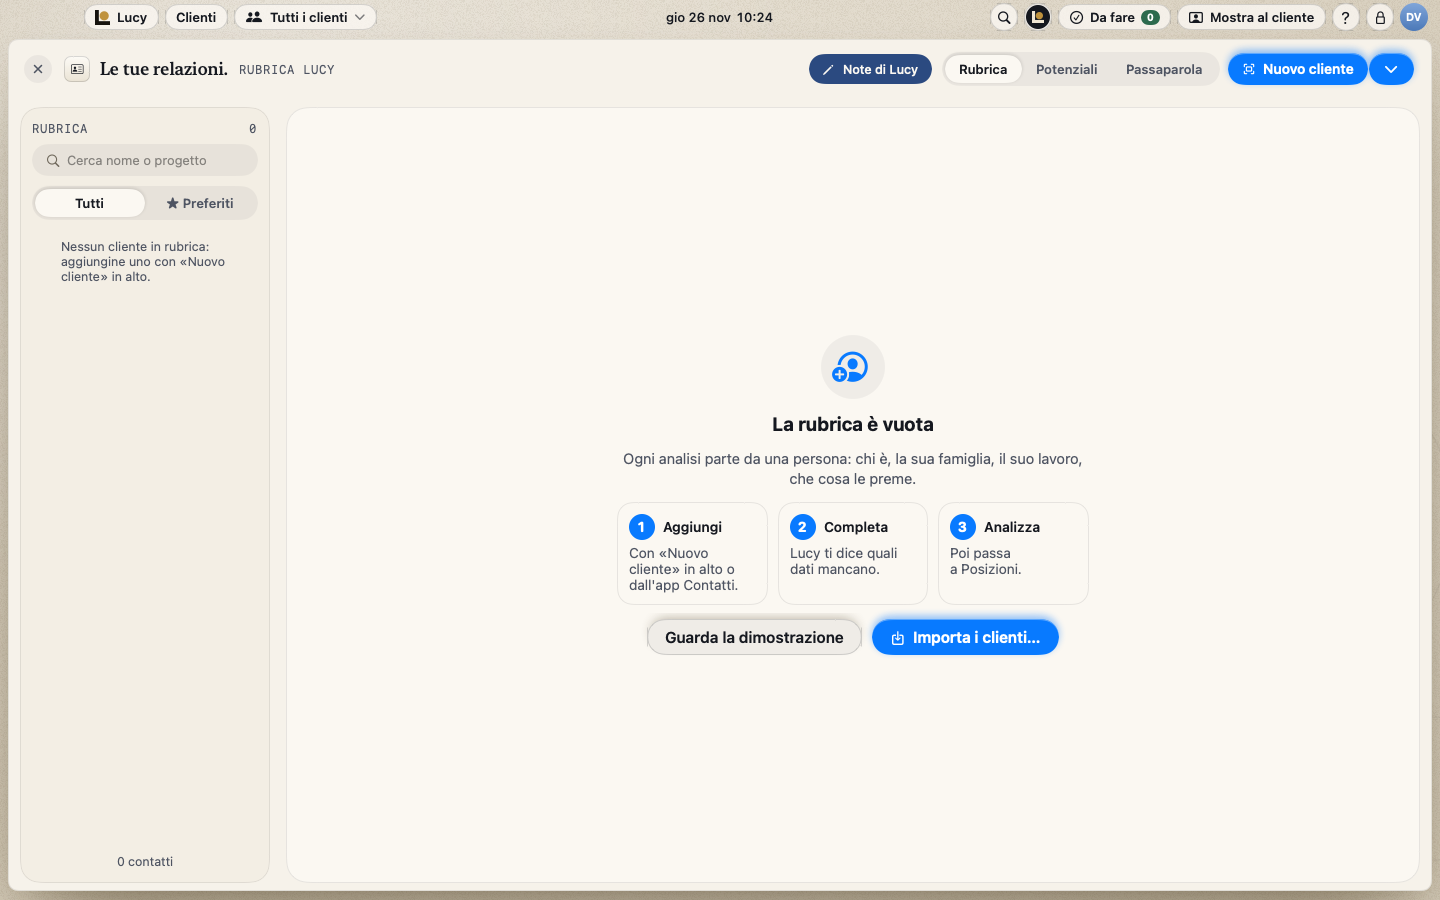 Lucy
Clienti
Tutti i clienti
gio 26 nov 10:24
Da fare 0
Mostra al cliente
?
DV
Le tue relazioni.
RUBRICA LUCY
Note di Lucy
Rubrica
Potenziali
Passaparola
Nuovo cliente
RUBRICA 0
Cerca nome o progetto
Tutti
Preferiti
Nessun cliente in rubrica:
aggiungine uno con «Nuovo
cliente» in alto.
0 contatti
La rubrica è vuota
Ogni analisi parte da una persona: chi è, la sua famiglia, il suo lavoro,
che cosa le preme.
1 Aggiungi
Con «Nuovo
cliente» in alto o
dall'app Contatti.
2 Completa
Lucy ti dice quali
dati mancano.
3 Analizza
Poi passa
a Posizioni.
Guarda la dimostrazione
Importa i clienti...